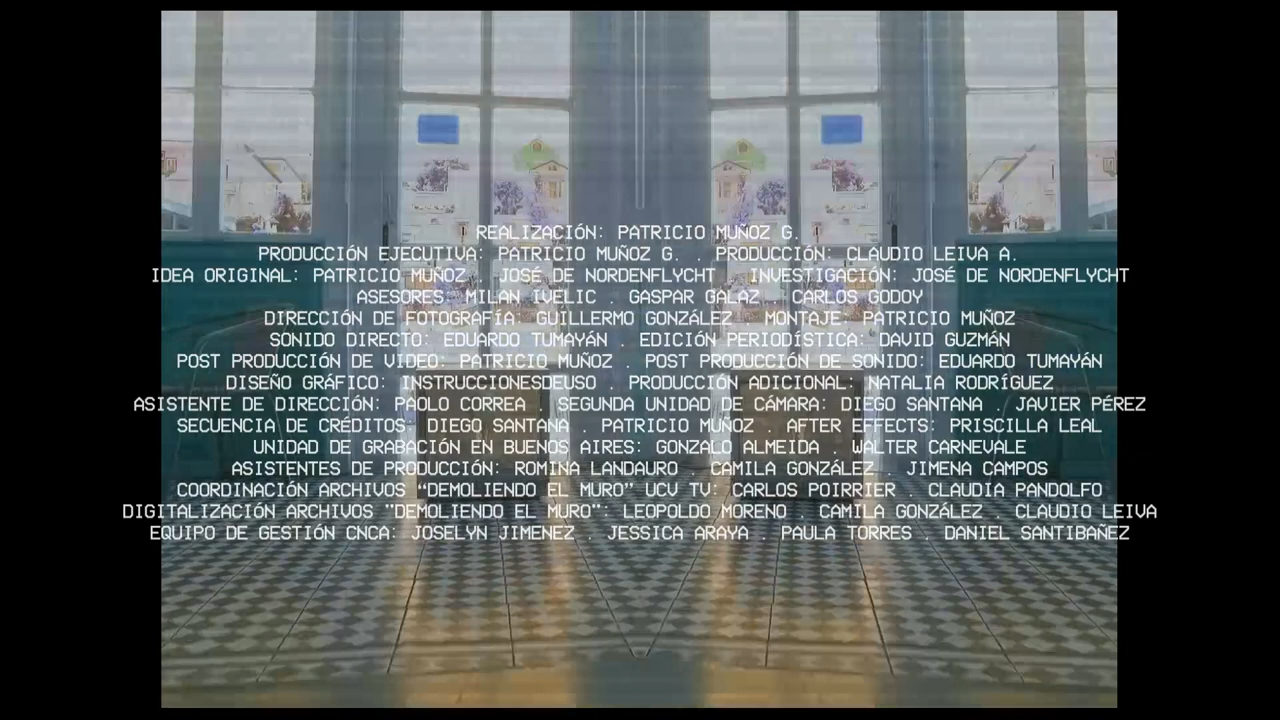 REALIZACIÓN: PATRICIO MUÑOZ G.
PRODUCCIÓN EJECUTIVA: PATRICIO MUÑOZ G. . PRODUCCIÓN: CLAUDIO LEIVA A.
IDEA ORIGINAL: PATRICIO MUÑOZ . JOSÉ DE NORDENFLYCHT . INVESTIGACIÓN: JOSÉ DE NORDENFLYCHT
ASESORES: MILAN IVELIC . GASPAR GALAZ . CARLOS GODOY
DIRECCIÓN DE FOTOGRAFÍA: GUILLERMO GONZÁLEZ . MONTAJE: PATRICIO MUÑOZ
SONIDO DIRECTO: EDUARDO TUMAYÁN . EDICIÓN PERIODÍSTICA: DAVID GUZMÁN
POST PRODUCCIÓN DE VIDEO: PATRICIO MUÑOZ . POST PRODUCCIÓN DE SONIDO: EDUARDO TUMAYÁN
DISEÑO GRÁFICO: INSTRUCCIONESDEUSO . PRODUCCIÓN ADICIONAL: NATALIA RODRÍGUEZ
ASISTENTE DE DIRECCIÓN: PAOLO CORREA . SEGUNDA UNIDAD DE CÁMARA: DIEGO SANTANA . JAVIER PÉREZ
SECUENCIA DE CRÉDITOS: DIEGO SANTANA . PATRICIO MUÑOZ . AFTER EFFECTS: PRISCILLA LEAL
UNIDAD DE GRABACIÓN EN BUENOS AIRES: GONZALO ALMEIDA . WALTER CARNEVALE
ASISTENTES DE PRODUCCIÓN: ROMINA LANDAURO . CAMILA GONZÁLEZ . JIMENA CAMPOS
COORDINACIÓN ARCHIVOS “DEMOLIENDO EL MURO” UCV TV: CARLOS POIRRIER . CLAUDIA PANDOLFO
DIGITALIZACIÓN ARCHIVOS "DEMOLIENDO EL MURO": LEOPOLDO MORENO . CAMILA GONZÁLEZ . CLAUDIO LEIVA
EQUIPO DE GESTIÓN CNCA: JOSELYN JIMENEZ . JESSICA ARAYA . PAULA TORRES . DANIEL SANTIBAÑEZ